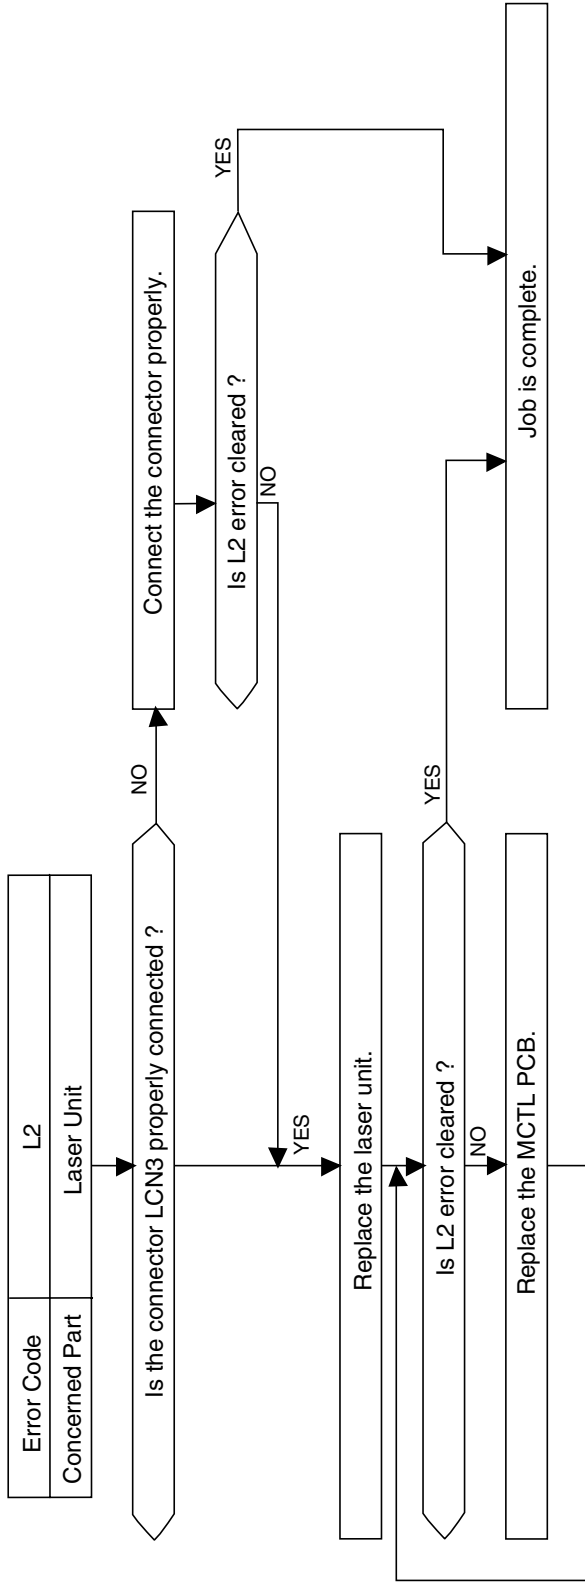 Error Code L2
Concerned Part Laser Unit
Is the connector LCN3 properly connected ?
NO
Connect the connector properly.
Is L2 error cleared ?
YES
NO
YES
Replace the laser unit.
Is L2 error cleared ?
YES
NO
Replace the MCTL PCB.
Job is complete.